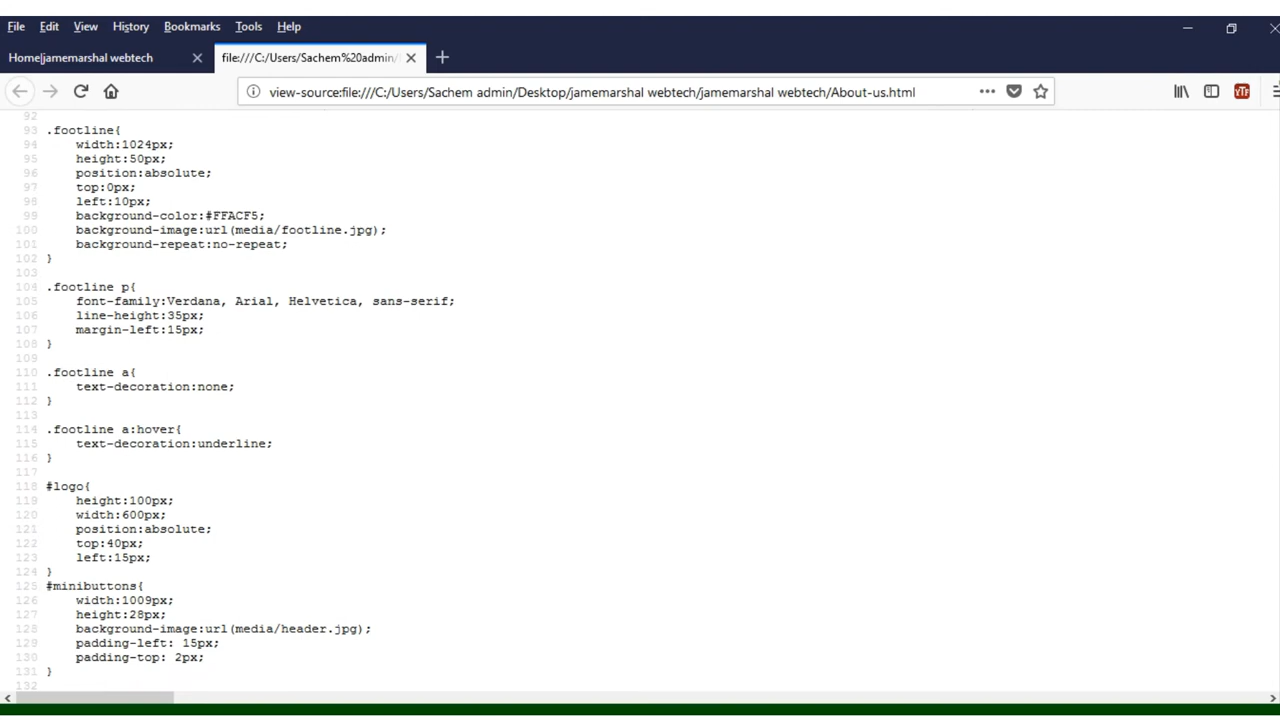 File Edit View History Bookmarks Tools Help
Home|jamemarshal webtech
file:///C:/Users/Sachem%20admin/
view-source:file:///C:/Users/Sachem admin/Desktop/jamemarshal webtech/jamemarshal webtech/About-us.html
YTF
92
93 .footline{
94 width:1024px;
95 height:50px;
96 position:absolute;
97 top:0px;
98 left:10px;
99 background-color:#FFACF5;
100 background-image:url(media/footline.jpg);
101 background-repeat:no-repeat;
102 }
103
104 .footline p{
105 font-family:Verdana, Arial, Helvetica, sans-serif;
106 line-height:35px;
107 margin-left:15px;
108 }
109
110 .footline a{
111 text-decoration:none;
112 }
113
114 .footline a:hover{
115 text-decoration:underline;
116 }
117
118 #logo{
119 height:100px;
120 width:600px;
121 position:absolute;
122 top:40px;
123 left:15px;
124 }
125 #minibuttons{
126 width:1009px;
127 height:28px;
128 background-image:url(media/header.jpg);
129 padding-left: 15px;
130 padding-top: 2px;
131 }
132